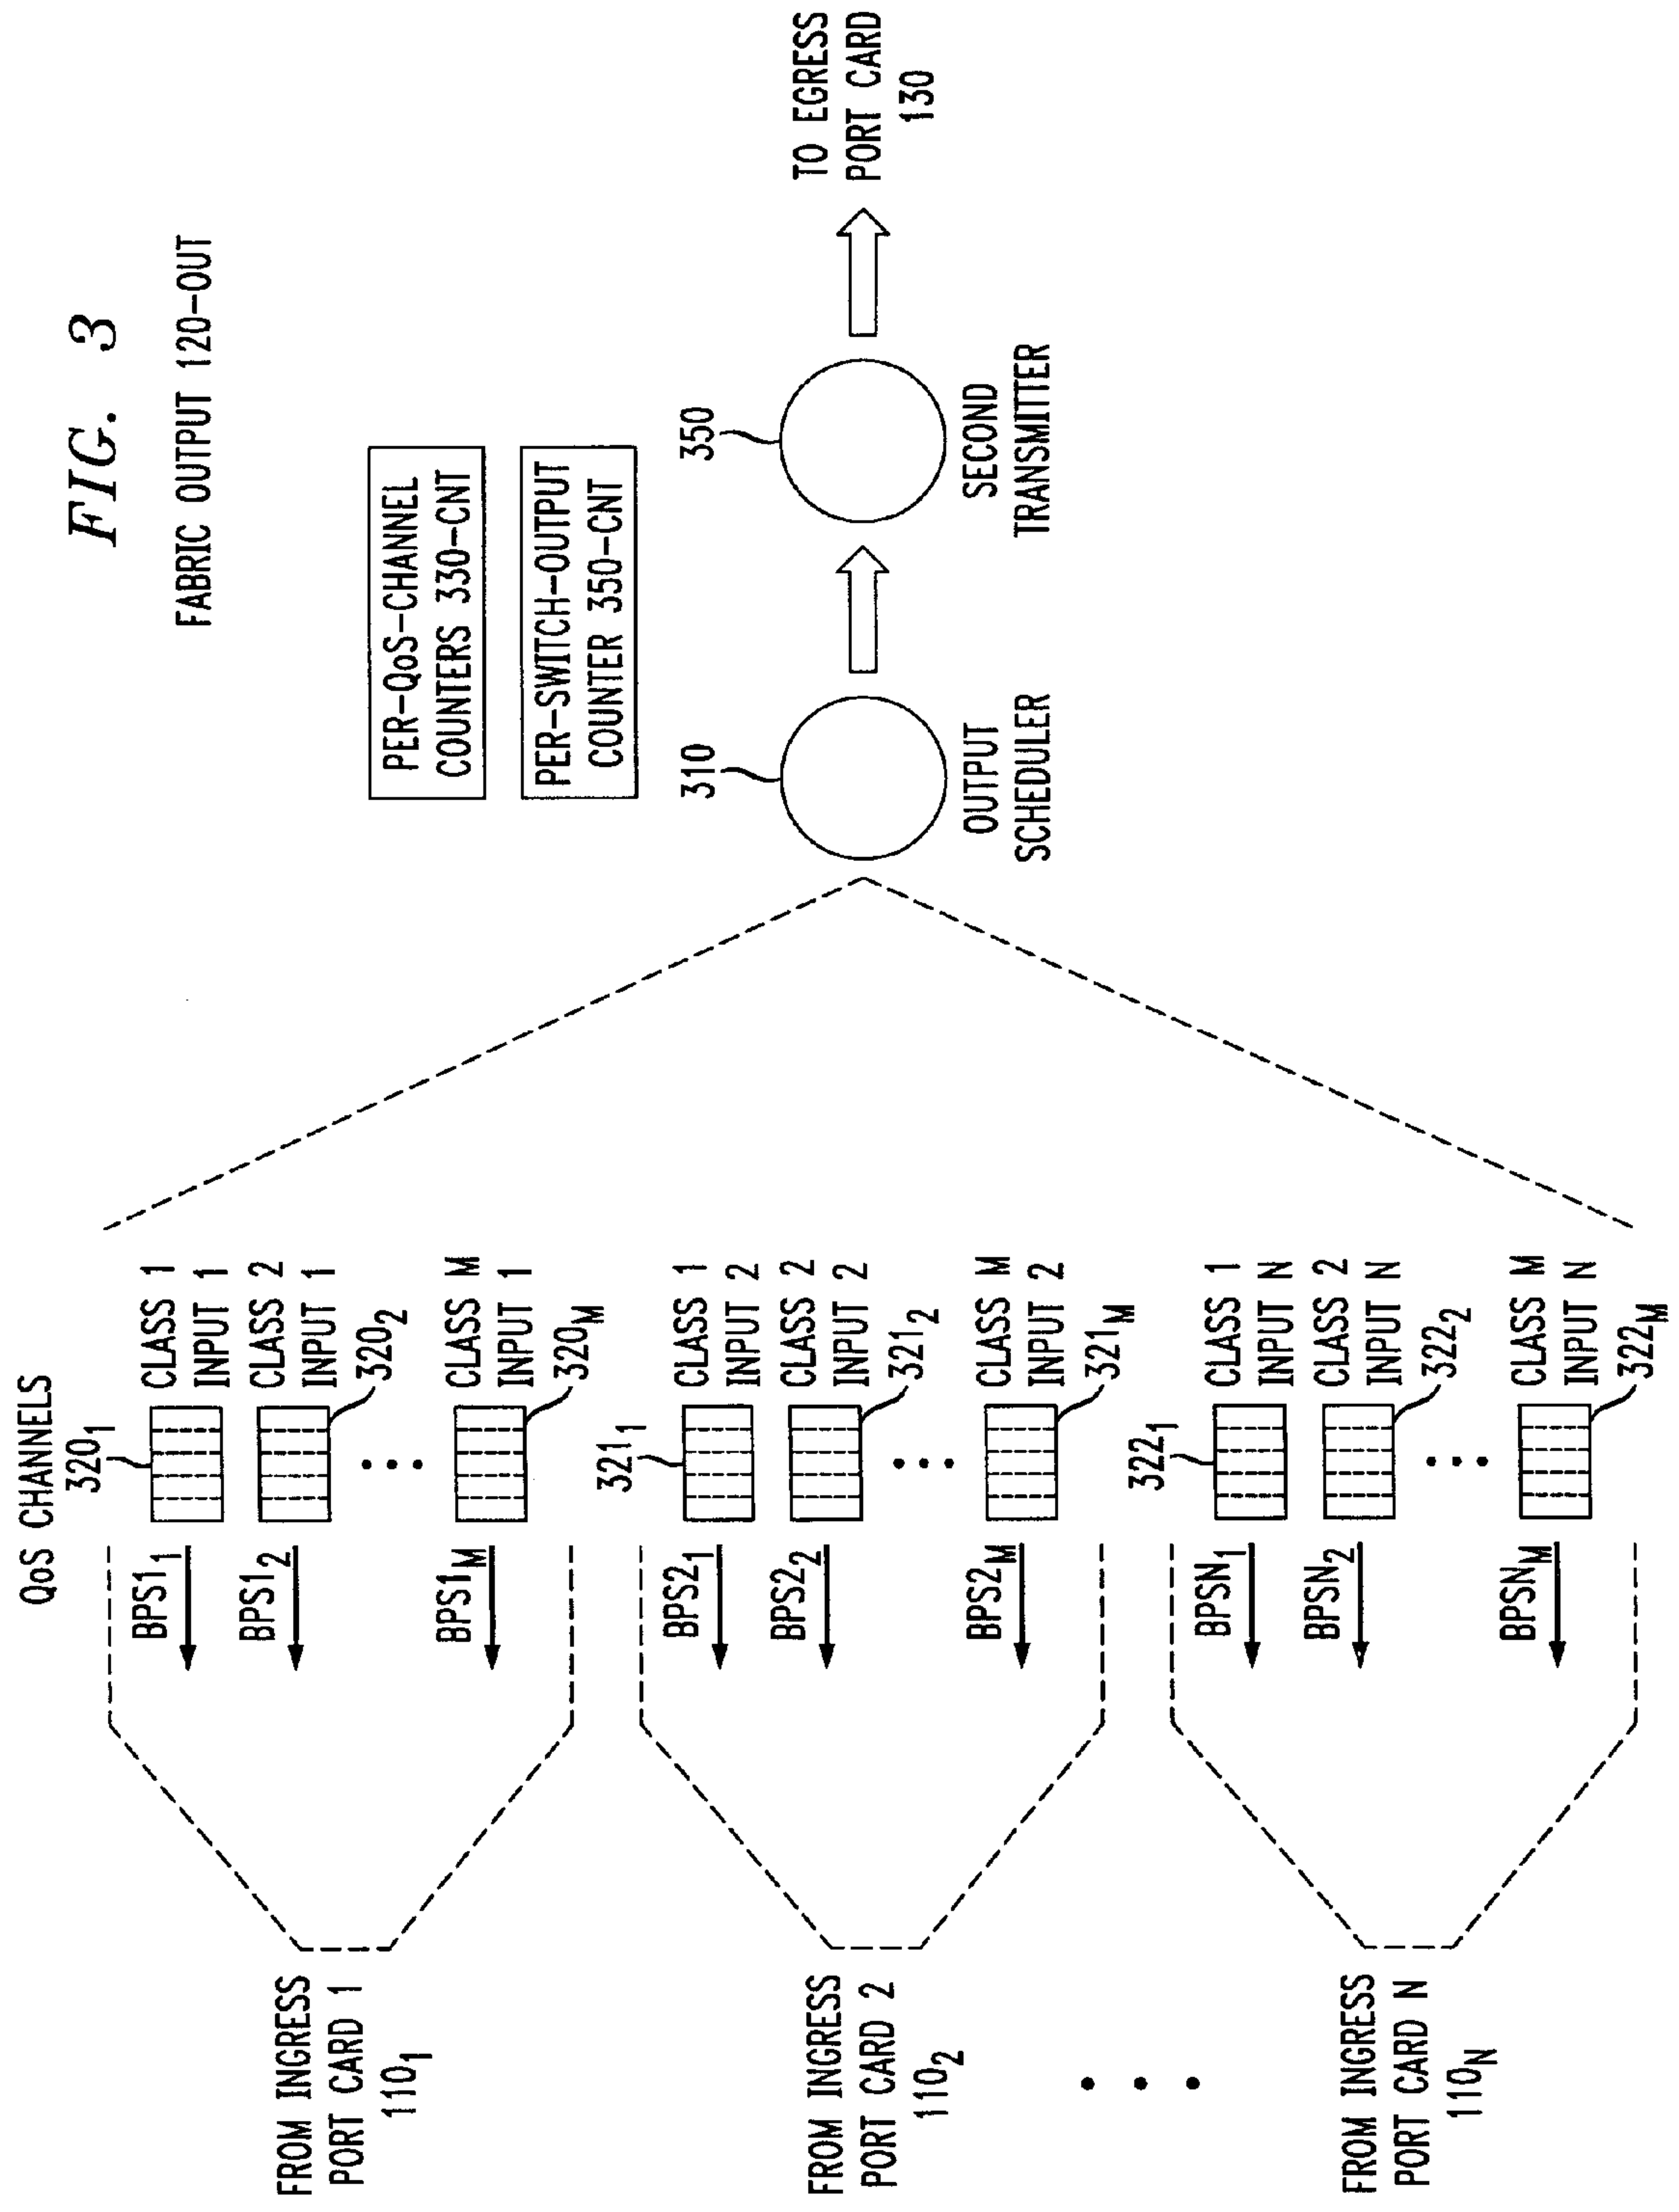 FIG. 3
FABRIC OUTPUT 120-OUT
QoS CHANNELS
FROM INGRESS
PORT CARD 1
110₁
BPS1₁
320₁
CLASS 1
INPUT 1
BPS1₂
CLASS 2
INPUT 1
320₂
BPS1M
CLASS M
INPUT 1
320M
FROM INGRESS
PORT CARD 2
110₂
BPS2₁
321₁
CLASS 1
INPUT 2
BPS2₂
CLASS 2
INPUT 2
321₂
BPS2M
CLASS M
INPUT 2
321M
FROM INGRESS
PORT CARD N
110N
BPSN₁
322₁
CLASS 1
INPUT N
BPSN₂
CLASS 2
INPUT N
322₂
BPSNM
CLASS M
INPUT N
322M
PER-QoS-CHANNEL
COUNTERS 330-CNT
PER-SWITCH-OUTPUT
COUNTER 350-CNT
310
OUTPUT
SCHEDULER
350
SECOND
TRANSMITTER
TO EGRESS
PORT CARD
130